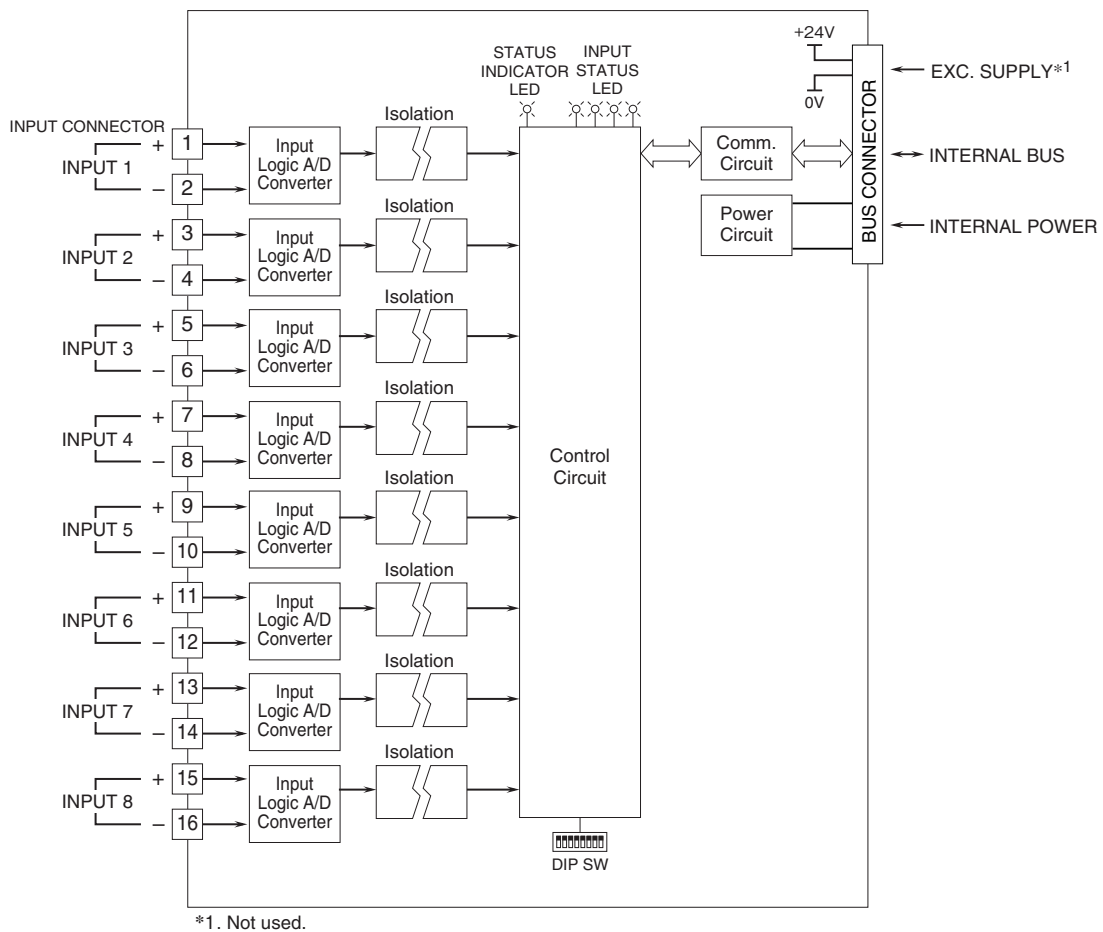 +24V
0V
EXC. SUPPLY*1
BUS CONNECTOR
INTERNAL BUS
INTERNAL POWER
STATUS
INDICATOR
LED
INPUT
STATUS
LED
Comm.
Circuit
Power
Circuit
Control
Circuit
DIP SW
INPUT CONNECTOR
INPUT 1
+ 1
– 2
Input
Logic A/D
Converter
Isolation
INPUT 2
+ 3
– 4
Input
Logic A/D
Converter
Isolation
INPUT 3
+ 5
– 6
Input
Logic A/D
Converter
Isolation
INPUT 4
+ 7
– 8
Input
Logic A/D
Converter
Isolation
INPUT 5
+ 9
– 10
Input
Logic A/D
Converter
Isolation
INPUT 6
+ 11
– 12
Input
Logic A/D
Converter
Isolation
INPUT 7
+ 13
– 14
Input
Logic A/D
Converter
Isolation
INPUT 8
+ 15
– 16
Input
Logic A/D
Converter
Isolation
*1. Not used.